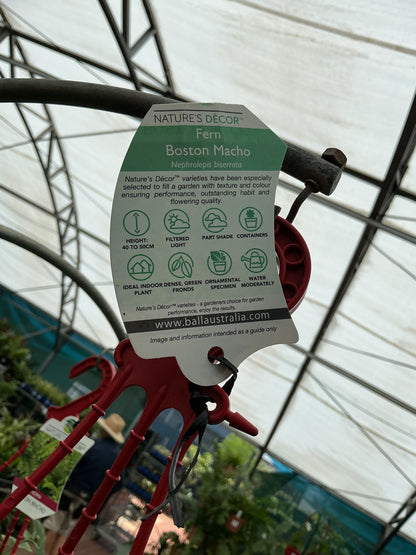 NATURE'S DÉCOR™
Fern
Boston Macho
Nephrolepis biserrata
Nature's Décor™ varieties have been especially
selected to fill a garden with texture and colour
ensuring performance, outstanding habit and
flowering quality.
HEIGHT:
40 TO 50CM
FILTERED
LIGHT
PART SHADE
CONTAINERS
IDEAL INDOOR
PLANT
DENSE, GREEN
FRONDS
ORNAMENTAL
SPECIMEN
WATER
MODERATELY
Nature's Décor™ varieties - a gardeners choice for garden
performance, enjoy the results.
www.ballaustralia.com
Image and information intended as a guide only